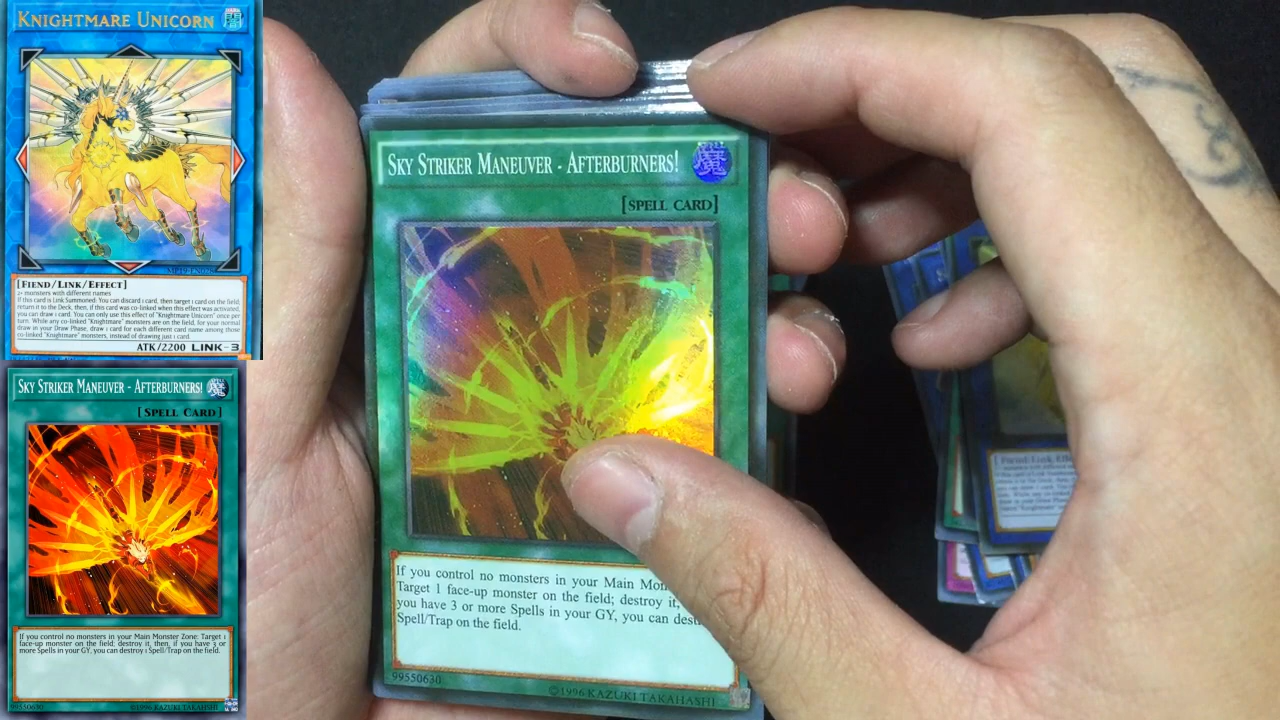 KNIGHTMARE UNICORN
MP19-EN028
[FIEND/LINK/EFFECT]
2+ monsters with different names
If this card is Link Summoned: You can discard 1 card, then target 1 card on the field;
return it to the Deck, then, if this card was co-linked when this effect was activated,
you can draw 1 card. You can only use this effect of "Knightmare Unicorn" once per
turn. While any co-linked "Knightmare" monsters are on the field, for your normal
draw in your Draw Phase, draw 1 card for each different card name among those
co-linked "Knightmare" monsters, instead of drawing just 1 card.
ATK/2200 LINK-3
SKY STRIKER MANEUVER - AFTERBURNERS! 魔
[SPELL CARD]
If you control no monsters in your Main Monster Zone: Target 1
face-up monster on the field; destroy it, then, if you have 3 or
more Spells in your GY, you can destroy 1 Spell/Trap on the field.
99550630
©1996 KAZUKI TAKAHASHI
SKY STRIKER MANEUVER - AFTERBURNERS! 魔
[SPELL CARD]
If you control no monsters in your Main Mon
Target 1 face-up monster on the field; destroy it,
you have 3 or more Spells in your GY, you can dest
Spell/Trap on the field.
99550630
©1996 KAZUKI TAKAHASHI